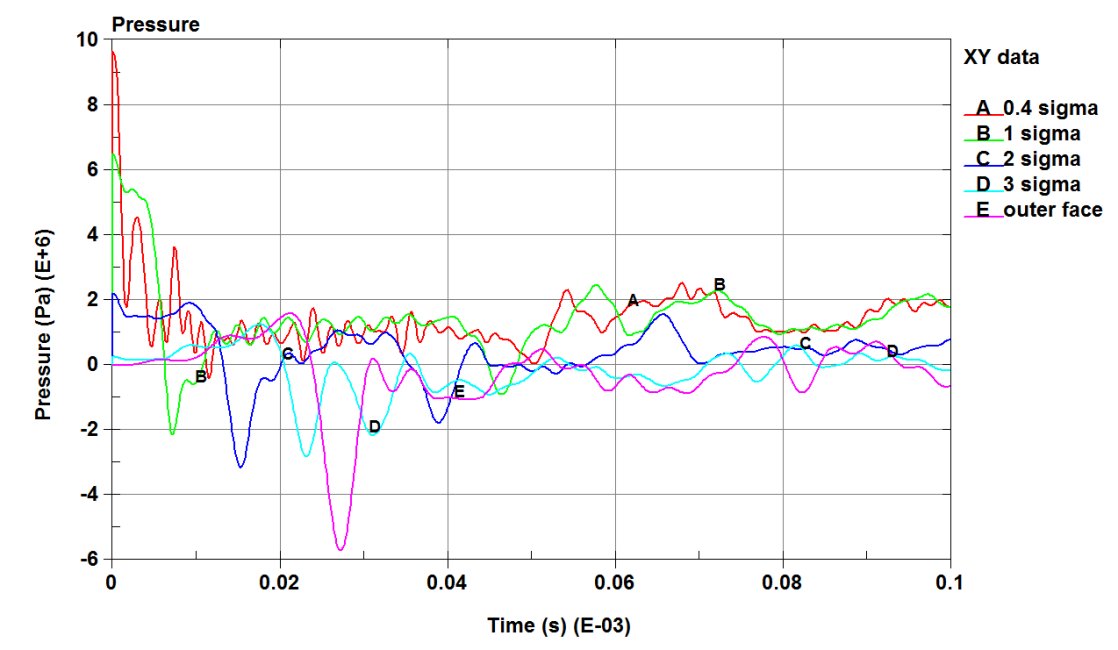 Pressure
10
8
6
4
2
0
-2
-4
-6
0 0.02 0.04 0.06 0.08 0.1
Pressure (Pa) (E+6)
Time (s) (E-03)
XY data
A 0.4 sigma
B 1 sigma
C 2 sigma
D 3 sigma
E outer face
A
B
B
C
C
D
D
E